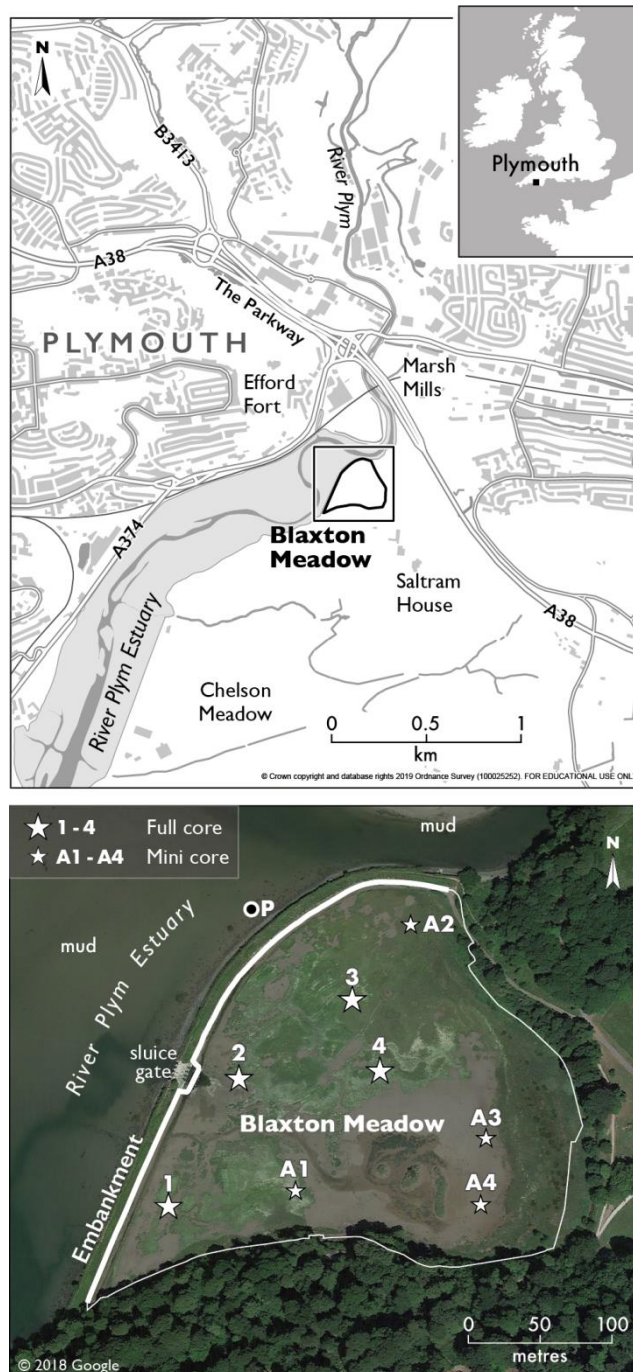 N
B3413
River Plym
Plymouth
A38
The Parkway
PLYMOUTH
Efford
Fort
Marsh
Mills
A374
Blaxton
Meadow
Saltram
House
A38
River Plym Estuary
Chelson
Meadow
0 0.5 1
km
© Crown copyright and database rights 2019 Ordnance Survey (100025252). FOR EDUCATIONAL USE ONL
1 - 4 Full core
A1 - A4 Mini core
mud
N
P
A2
mud
River Plym Estuary
3
sluice
gate
2
4
Blaxton Meadow
A3
Embankment
1
A1
A4
0 50 100
metres
© 2018 Google